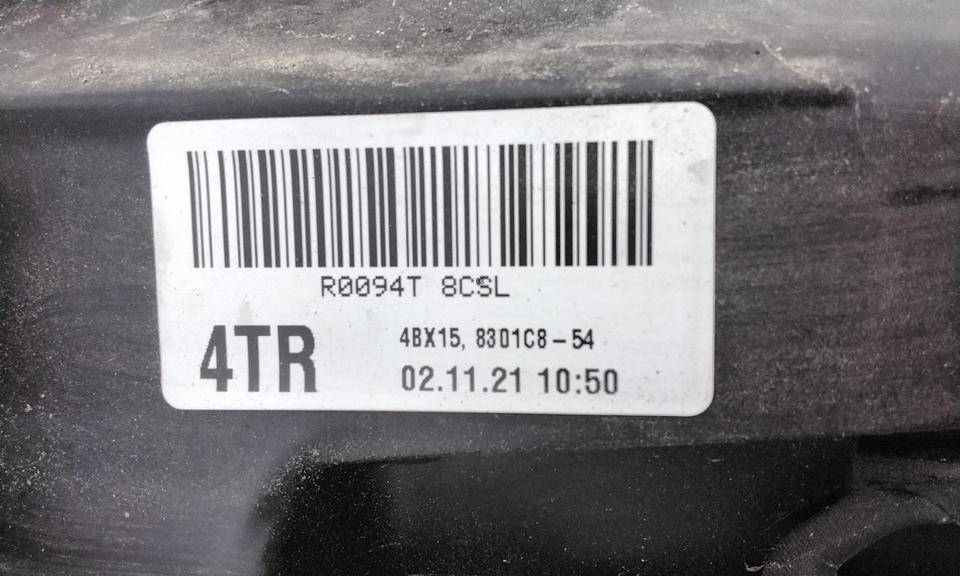 R0094T 8CSL
4TR
4BX15, 8301C8-54
02.11.21 10:50